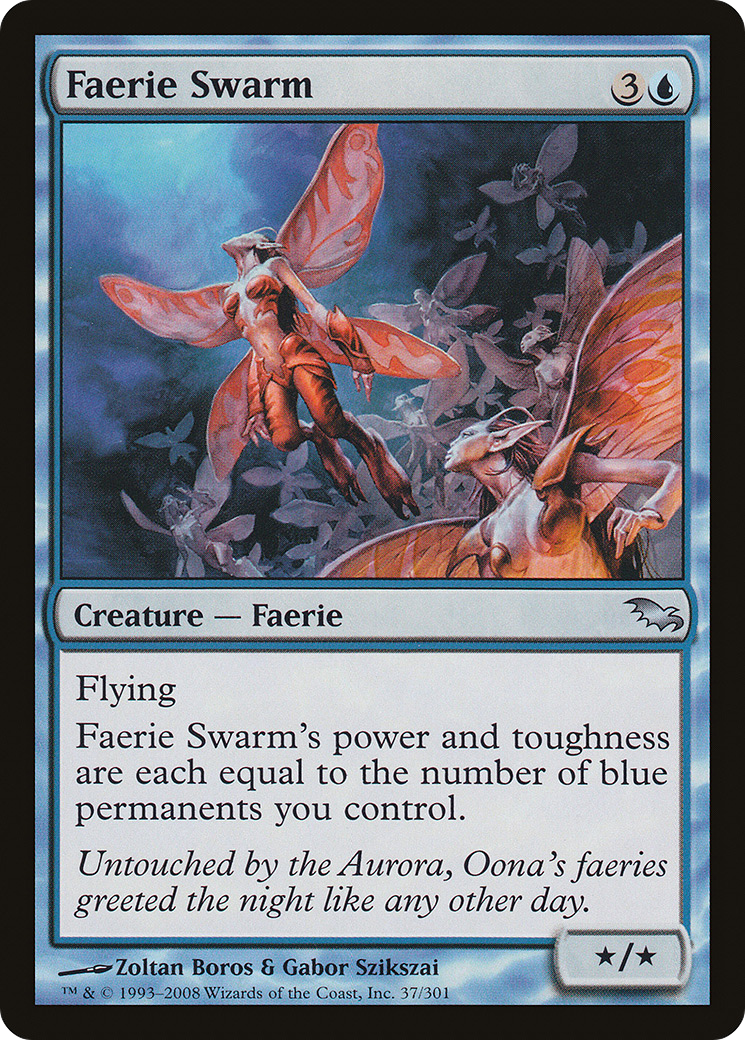 Faerie Swarm 3
Creature — Faerie
Flying
Faerie Swarm's power and toughness
are each equal to the number of blue
permanents you control.
Untouched by the Aurora, Oona's faeries
greeted the night like any other day.
★/★
Zoltan Boros & Gabor Szikszai
™ & © 1993–2008 Wizards of the Coast, Inc. 37/301